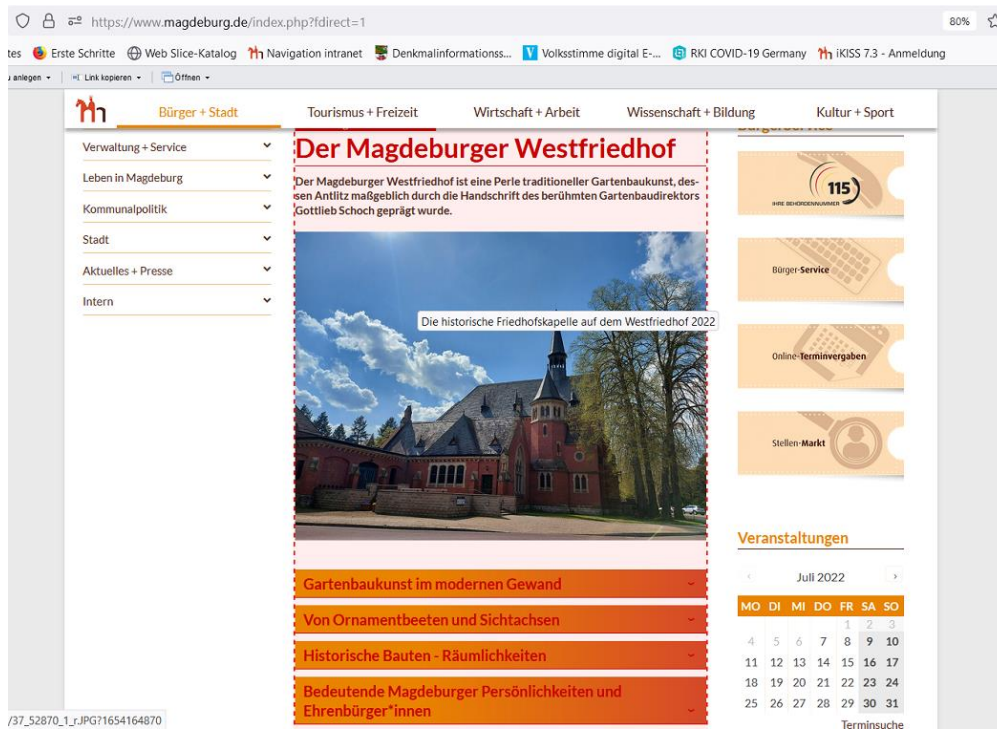 https://www.magdeburg.de/index.php?fdirect=1
80%
tes Erste Schritte Web Slice-Katalog Navigation intranet Denkmalinformationss... Volksstimme digital E-... RKI COVID-19 Germany iKISS 7.3 - Anmeldung
anlegen Link kopieren Öffnen
Bürger + Stadt Tourismus + Freizeit Wirtschaft + Arbeit Wissenschaft + Bildung Kultur + Sport
Verwaltung + Service
Leben in Magdeburg
Kommunalpolitik
Stadt
Aktuelles + Presse
Intern
Der Magdeburger Westfriedhof
Der Magdeburger Westfriedhof ist eine Perle traditioneller Gartenbaukunst, des-
sen Antlitz maßgeblich durch die Handschrift des berühmten Gartenbaudirektors
Gottlieb Schoch geprägt wurde.
Die historische Friedhofskapelle auf dem Westfriedhof 2022
Gartenbaukunst im modernen Gewand
Von Ornamentbeeten und Sichtachsen
Historische Bauten - Räumlichkeiten
Bedeutende Magdeburger Persönlichkeiten und
Ehrenbürger*innen
BürgerService
115
IHRE BEHÖRDENNUMMER
Bürger-Service
Online-Terminvergaben
Stellen-Markt
Veranstaltungen
Juli 2022
MO DI MI DO FR SA SO
1 2 3
4 5 6 7 8 9 10
11 12 13 14 15 16 17
18 19 20 21 22 23 24
25 26 27 28 29 30 31
Terminsuche
/37_52870_1_r.JPG?1654164870